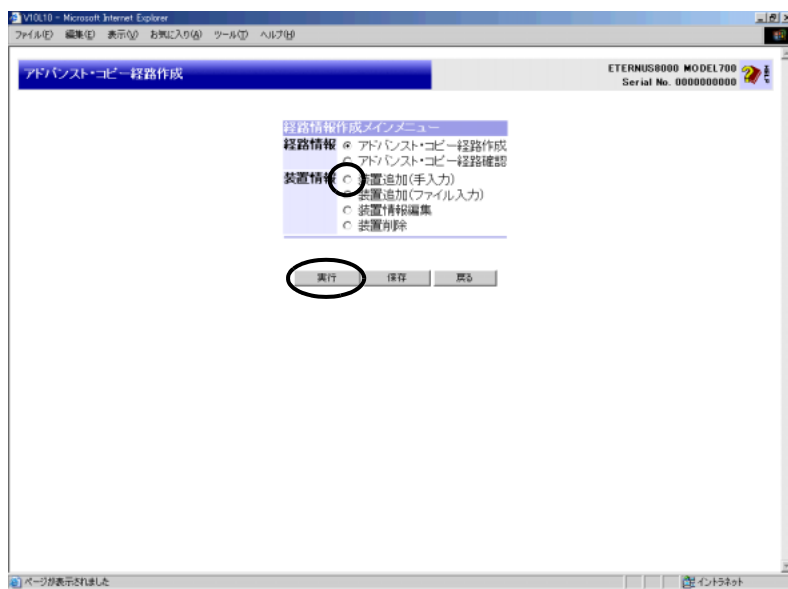 V10L10 - Microsoft Internet Explorer
ファイル(F) 編集(E) 表示(V) お気に入り(A) ツール(T) ヘルプ(H)
アドバンスト・コピー経路作成
ETERNUS8000 MODEL700
Serial No. 0000000000
HELP
経路情報作成メインメニュー
経路情報 アドバンスト・コピー経路作成
アドバンスト・コピー経路確認
装置情報 装置追加(手入力)
装置追加(ファイル入力)
装置情報編集
装置削除
実行 保存 戻る
ページが表示されました イントラネット